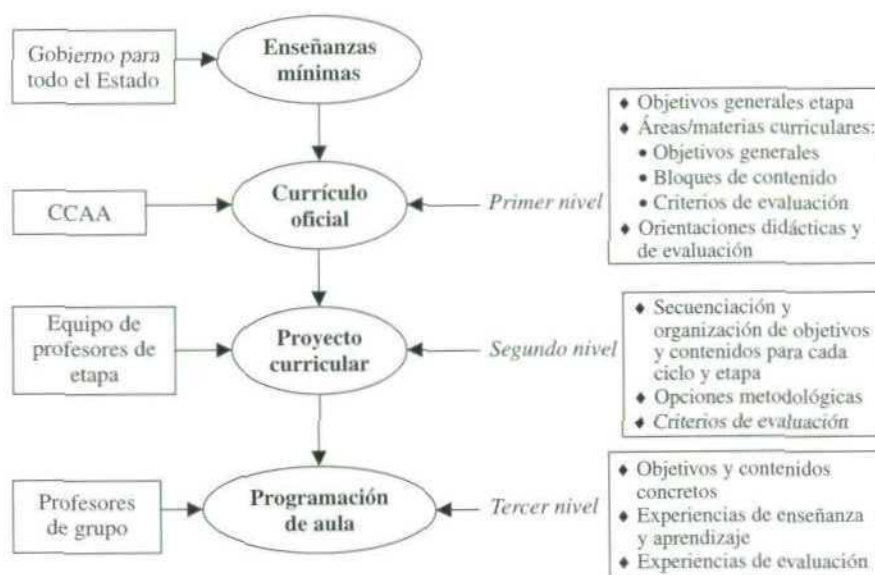 Gobierno para
todo el Estado
Enseñanzas
mínimas
CCAA
Currículo
oficial
Primer nivel
♦ Objetivos generales etapa
♦ Áreas/materias curriculares:
• Objetivos generales
• Bloques de contenido
• Criterios de evaluación
♦ Orientaciones didácticas y
de evaluación
Equipo de
profesores de
etapa
Proyecto
curricular
Segundo nivel
♦ Secuenciación y
organización de objetivos
y contenidos para cada
ciclo y etapa
♦ Opciones metodológicas
♦ Criterios de evaluación
Profesores
de grupo
Programación
de aula
Tercer nivel
♦ Objetivos y contenidos
concretos
♦ Experiencias de enseñanza
y aprendizaje
♦ Experiencias de evaluación